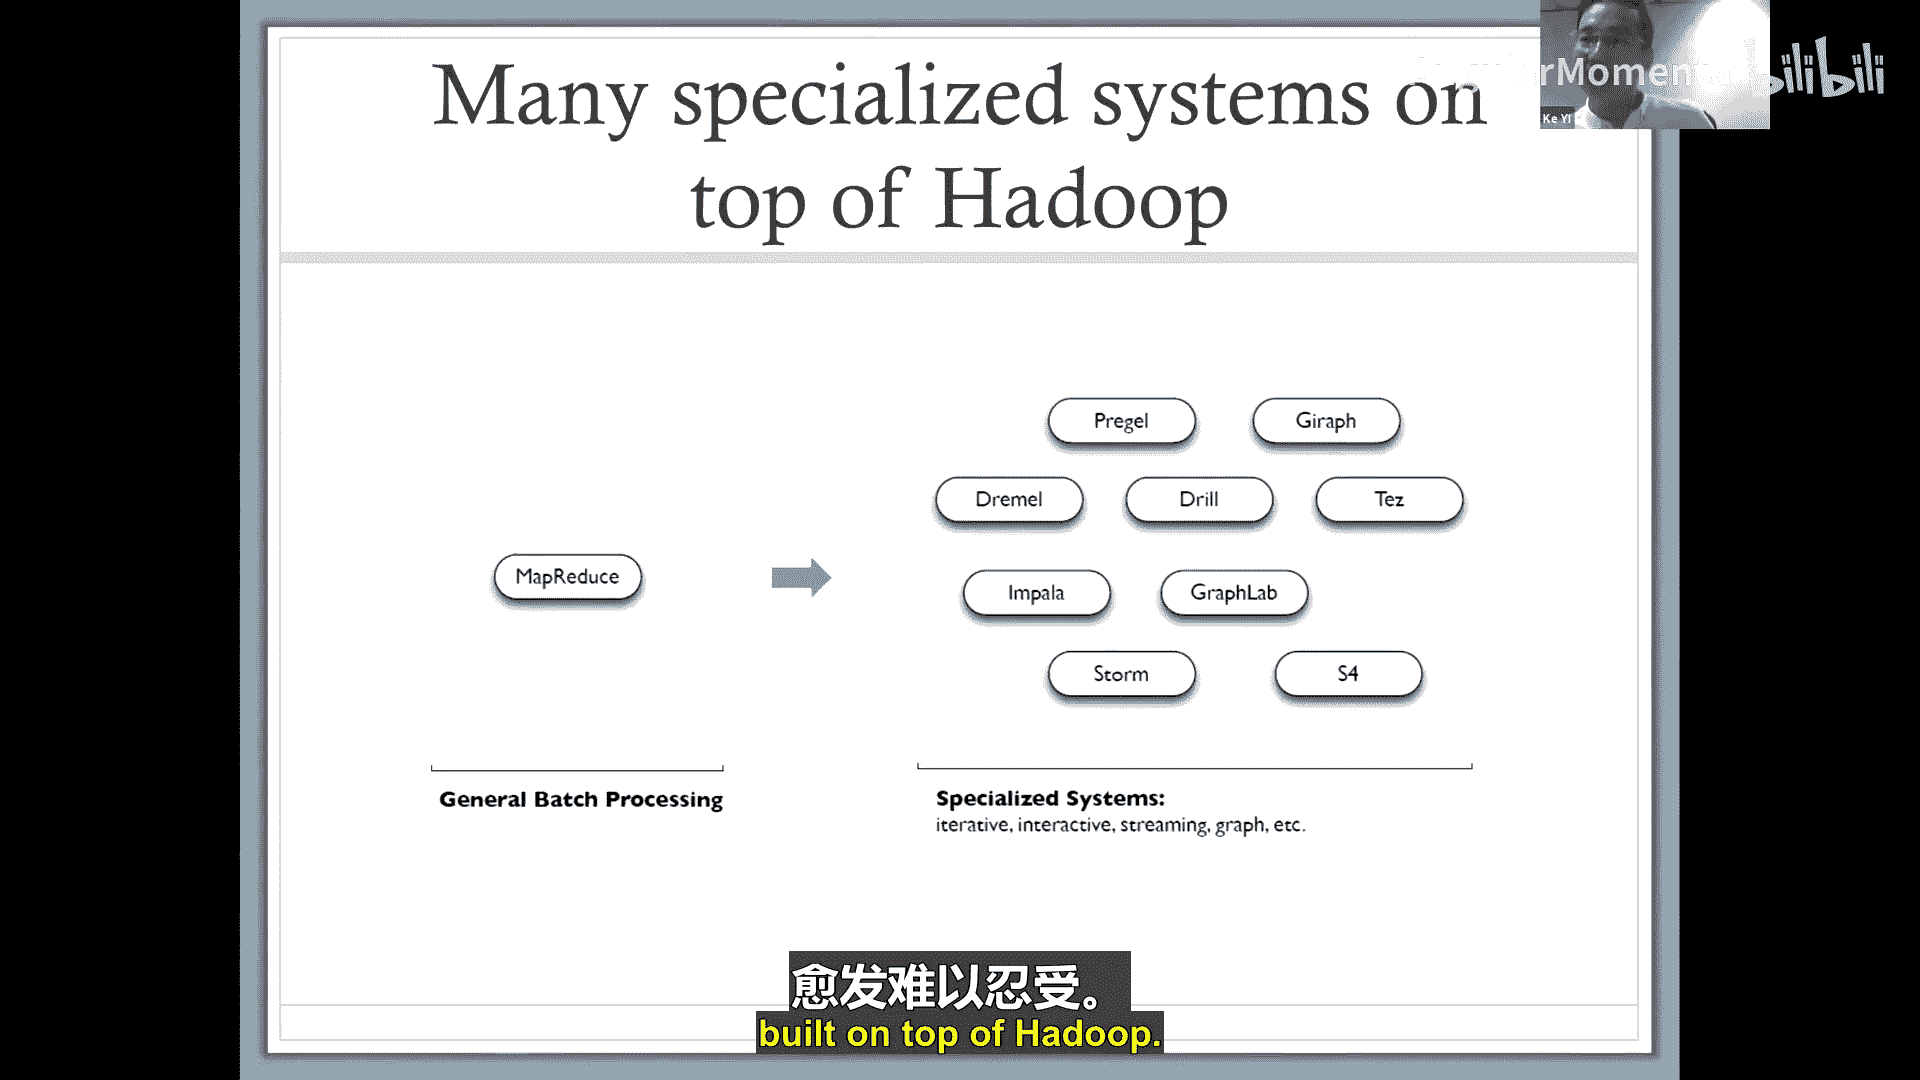 Many specialized systems on
top of Hadoop
Ke Yi
bilibili
Pregel
Giraph
Dremel
Drill
Tez
MapReduce
Impala
GraphLab
Storm
S4
General Batch Processing
Specialized Systems:
iterative, interactive, streaming, graph, etc.
愈发难以忍受。
built on top of Hadoop.